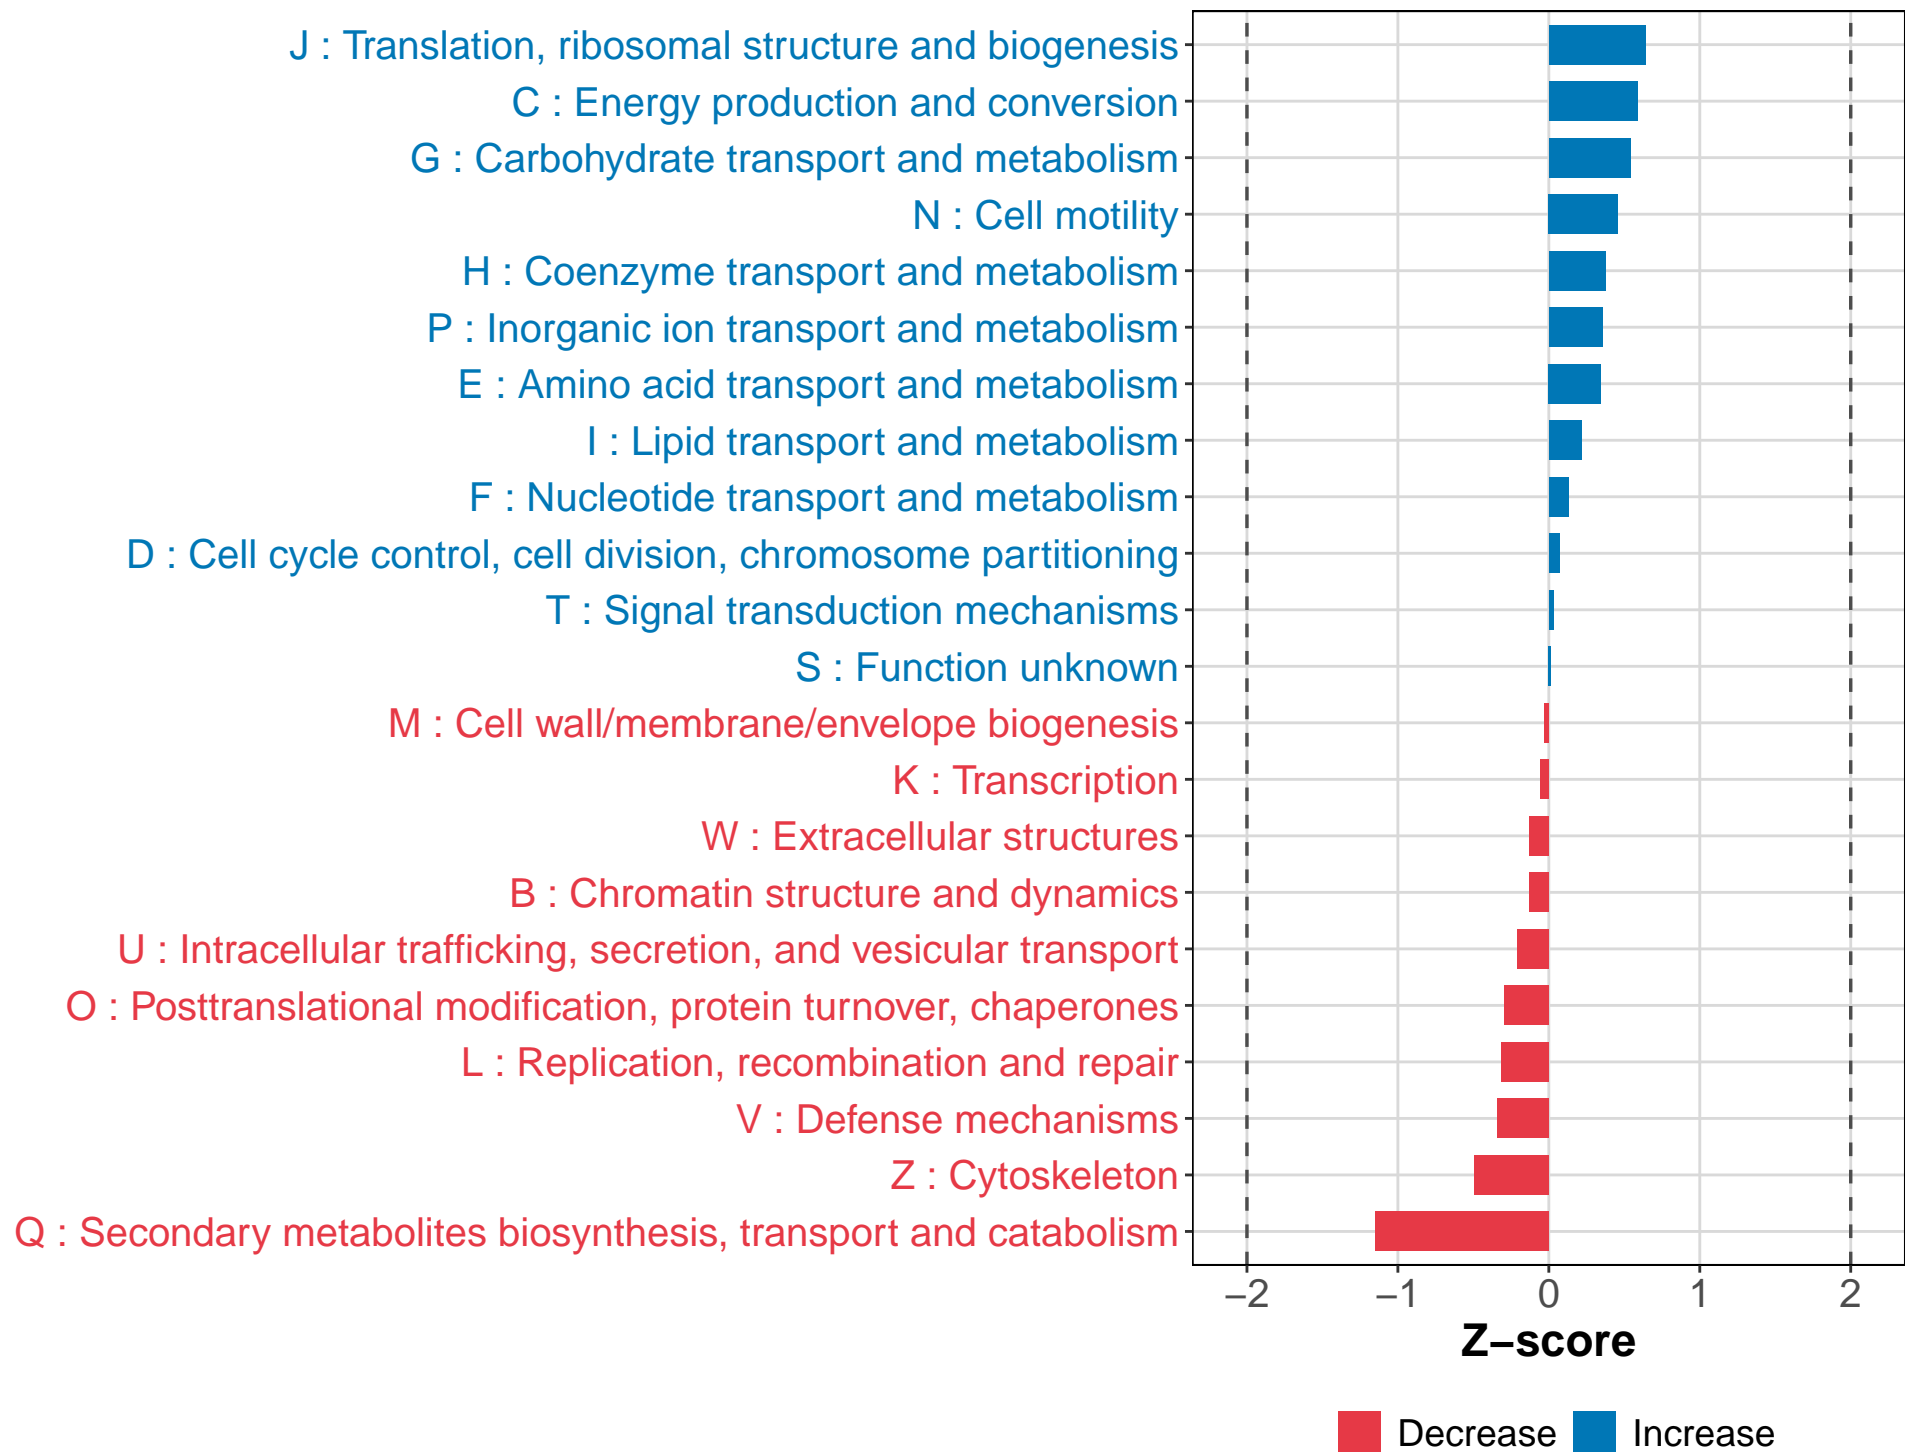 J : Translation, ribosomal structure and biogenesis
C : Energy production and conversion
G : Carbohydrate transport and metabolism
N : Cell motility
H : Coenzyme transport and metabolism
P : Inorganic ion transport and metabolism
E : Amino acid transport and metabolism
I : Lipid transport and metabolism
F : Nucleotide transport and metabolism
D : Cell cycle control, cell division, chromosome partitioning
T : Signal transduction mechanisms
S : Function unknown
M : Cell wall/membrane/envelope biogenesis
K : Transcription
W : Extracellular structures
B : Chromatin structure and dynamics
U : Intracellular trafficking, secretion, and vesicular transport
O : Posttranslational modification, protein turnover, chaperones
L : Replication, recombination and repair
V : Defense mechanisms
Z : Cytoskeleton
Q : Secondary metabolites biosynthesis, transport and catabolism
−2 −1 0 1 2
Z−score
Decrease Increase